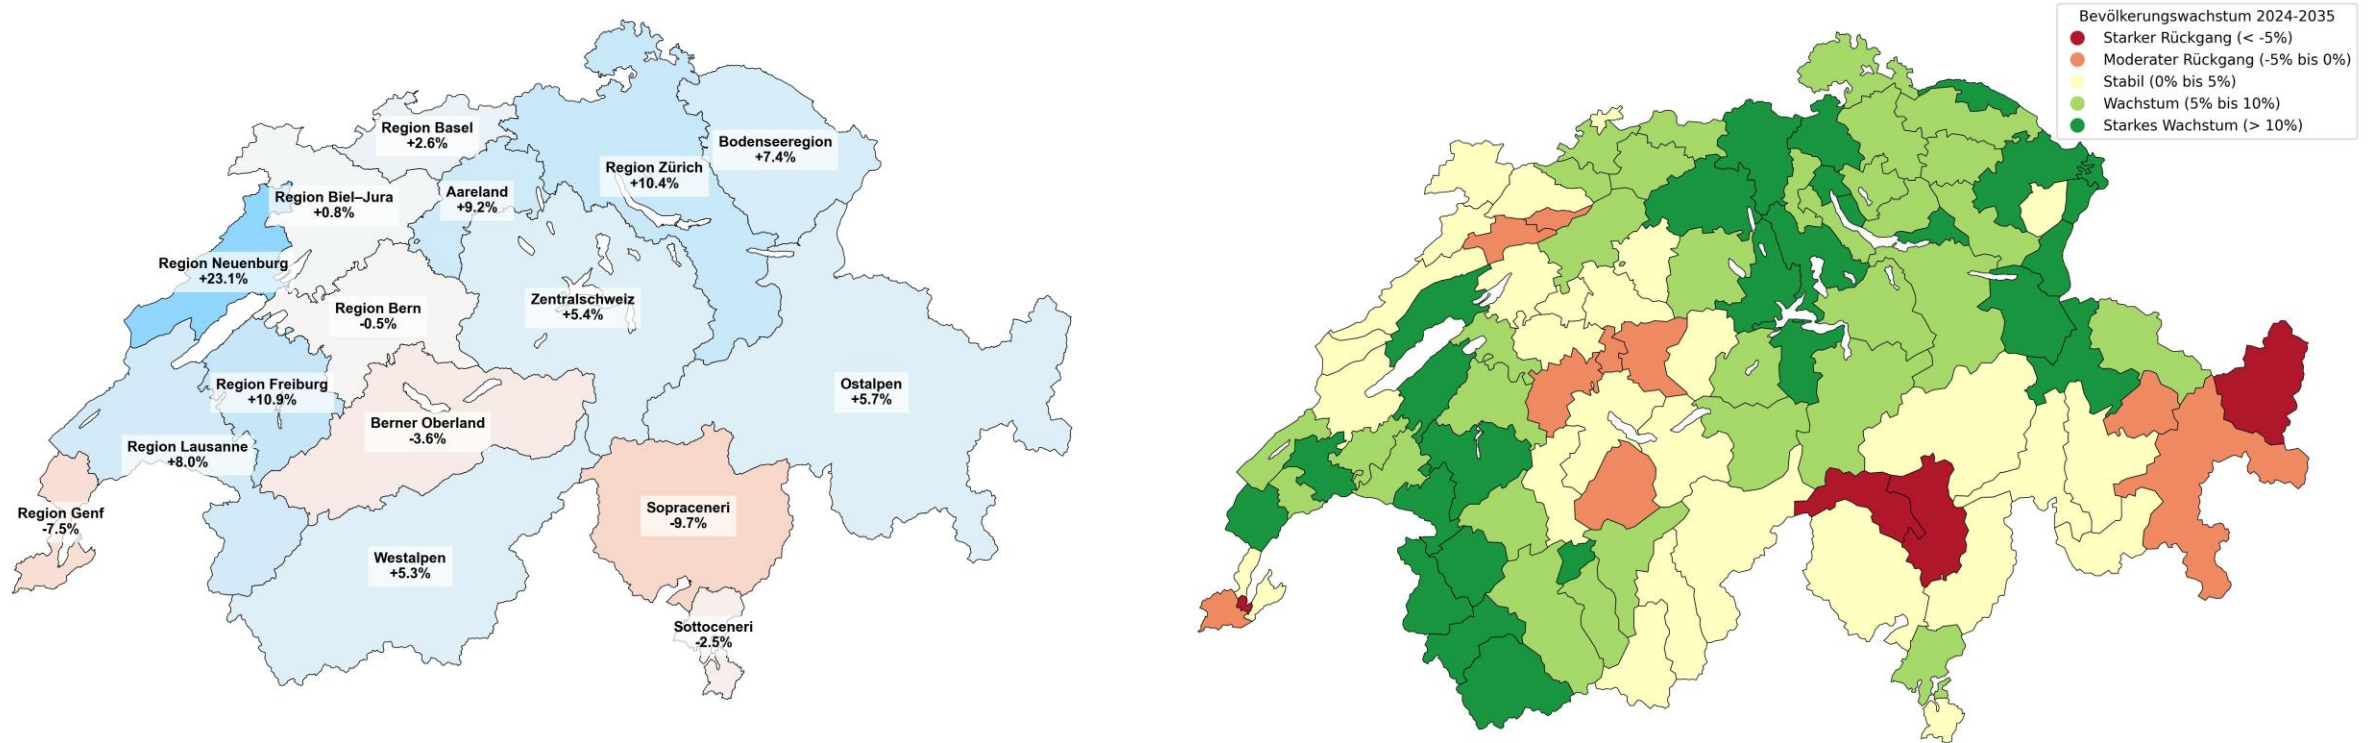 Region Basel
+2.6%
Bodenseeregion
+7.4%
Region Zürich
+10.4%
Aareland
+9.2%
Region Biel–Jura
+0.8%
Region Neuenburg
+23.1%
Region Bern
-0.5%
Zentralschweiz
+5.4%
Region Freiburg
+10.9%
Ostalpen
+5.7%
Berner Oberland
-3.6%
Region Lausanne
+8.0%
Region Genf
-7.5%
Sopraceneri
-9.7%
Westalpen
+5.3%
Sottoceneri
-2.5%
Bevölkerungswachstum 2024-2035
Starker Rückgang (< -5%)
Moderater Rückgang (-5% bis 0%)
Stabil (0% bis 5%)
Wachstum (5% bis 10%)
Starkes Wachstum (> 10%)